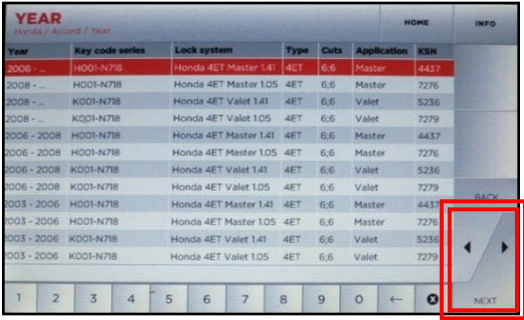 YEAR
Honda / Accord / Year
HOME
INFO
Year Key code series Lock system Type Cuts Application KSN
2008 - ... H001-N718 Honda 4ET Master 1.41 4ET 6;6 Master 4437
2008 - ... H001-N718 Honda 4ET Master 1.05 4ET 6;6 Master 7276
2008 - ... K001-N718 Honda 4ET Valet 1.41 4ET 6;6 Valet 5236
2008 - ... K001-N718 Honda 4ET Valet 1.05 4ET 6;6 Valet 7279
2006 - 2008 H001-N718 Honda 4ET Master 1.41 4ET 6;6 Master 4437
2006 - 2008 H001-N718 Honda 4ET Master 1.05 4ET 6;6 Master 7276
2006 - 2008 K001-N718 Honda 4ET Valet 1.41 4ET 6;6 Valet 5236
2006 - 2008 K001-N718 Honda 4ET Valet 1.05 4ET 6;6 Valet 7279
2003 - 2006 H001-N718 Honda 4ET Master 1.41 4ET 6;6 Master 4437
2003 - 2006 H001-N718 Honda 4ET Master 1.05 4ET 6;6 Master 7276
2003 - 2006 K001-N718 Honda 4ET Valet 1.41 4ET 6;6 Valet 5236
2003 - 2006 K001-N718 Honda 4ET Valet 1.05 4ET 6;6 Valet 7279
BACK
NEXT
1 2 3 4 5 6 7 8 9 0 ←